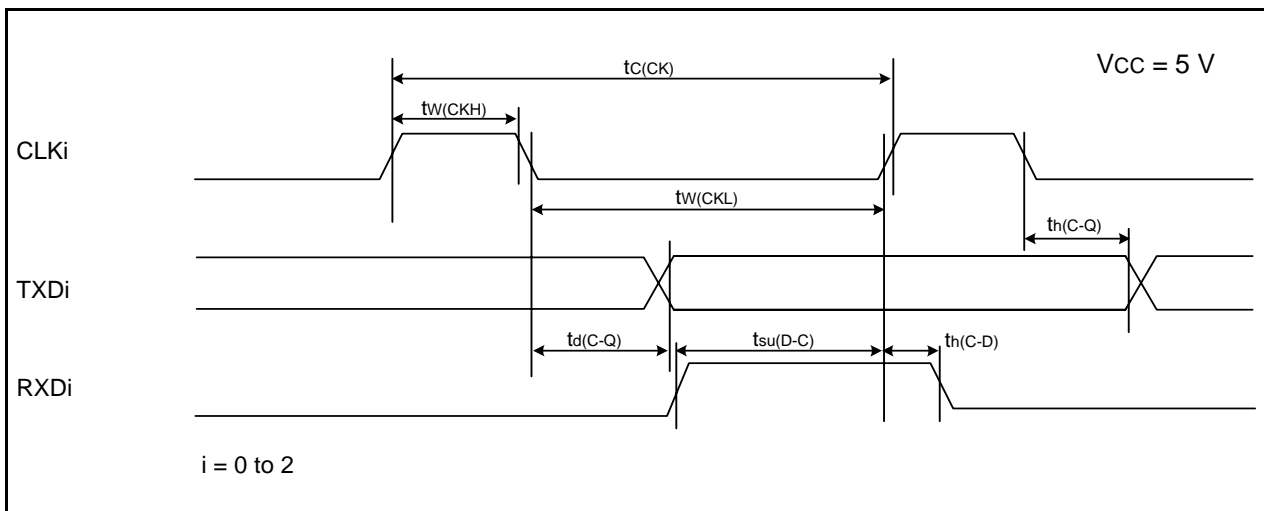 VCC = 5 V
tC(CK)
tW(CKH)
CLKi
tW(CKL)
th(C-Q)
TXDi
td(C-Q)
tsu(D-C)
th(C-D)
RXDi
i = 0 to 2